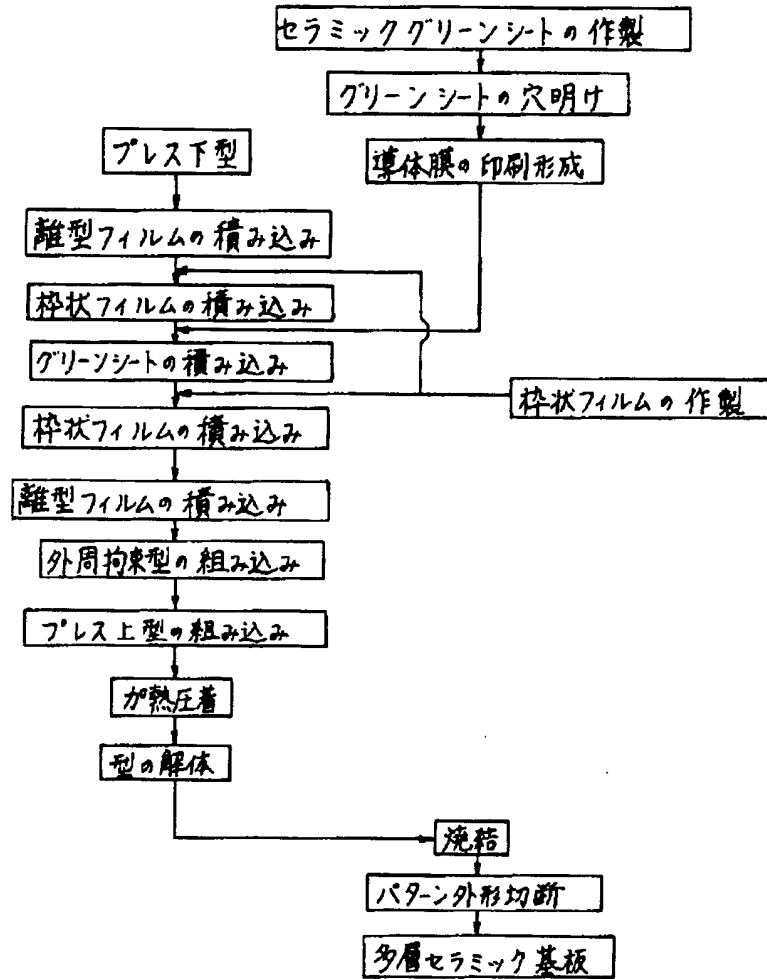 セラミックグリーンシートの作製
グリーンシートの穴明け
導体膜の印刷形成
プレス下型
離型フィルムの積み込み
枠状フィルムの積み込み
グリーンシートの積み込み
枠状フィルムの作製
枠状フィルムの積み込み
離型フィルムの積み込み
外周拘束型の組み込み
プレス上型の組み込み
加熱圧着
型の解体
焼結
パターン外形切断
多層セラミック基板